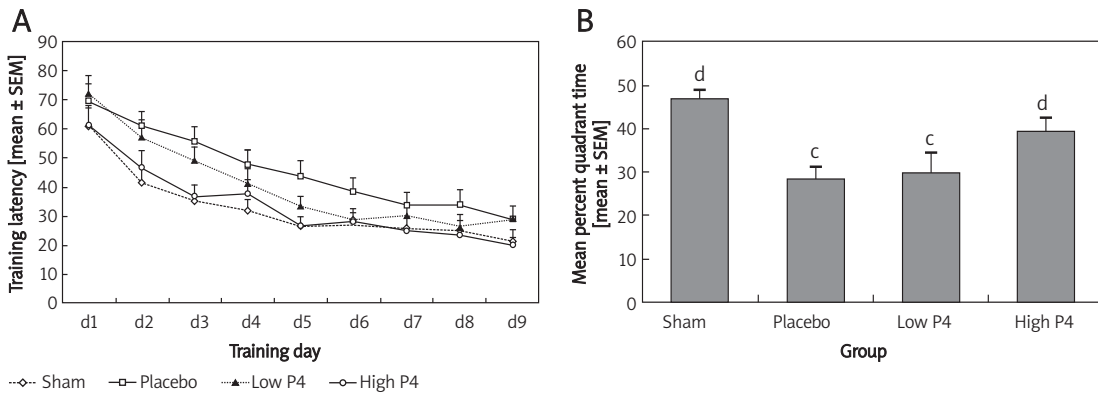 A
Training latency [mean ± SEM]
90
80
70
60
50
40
30
20
10
0
d1 d2 d3 d4 d5 d6 d7 d8 d9
Training day
Sham Placebo Low P4 High P4
B
Mean percent quadrant time
[mean ± SEM]
60
50
40
30
20
10
0
d
c
c
d
Sham Placebo Low P4 High P4
Group